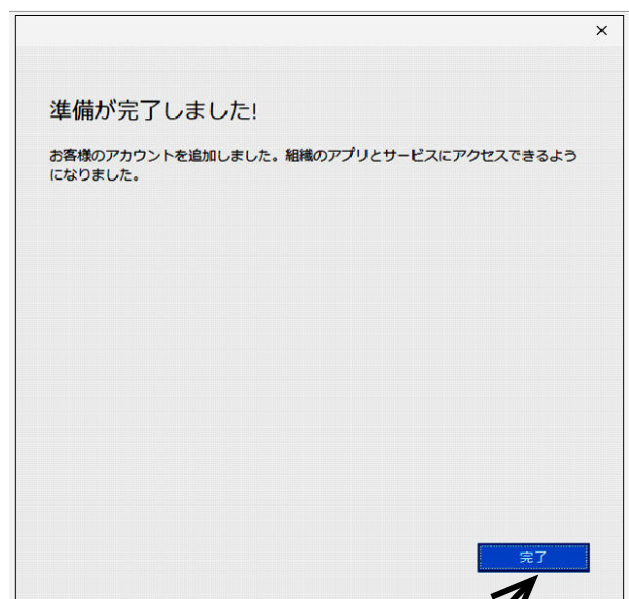 準備が完了しました!
お客様のアカウントを追加しました。組織のアプリとサービスにアクセスできるよう
になりました。
完了